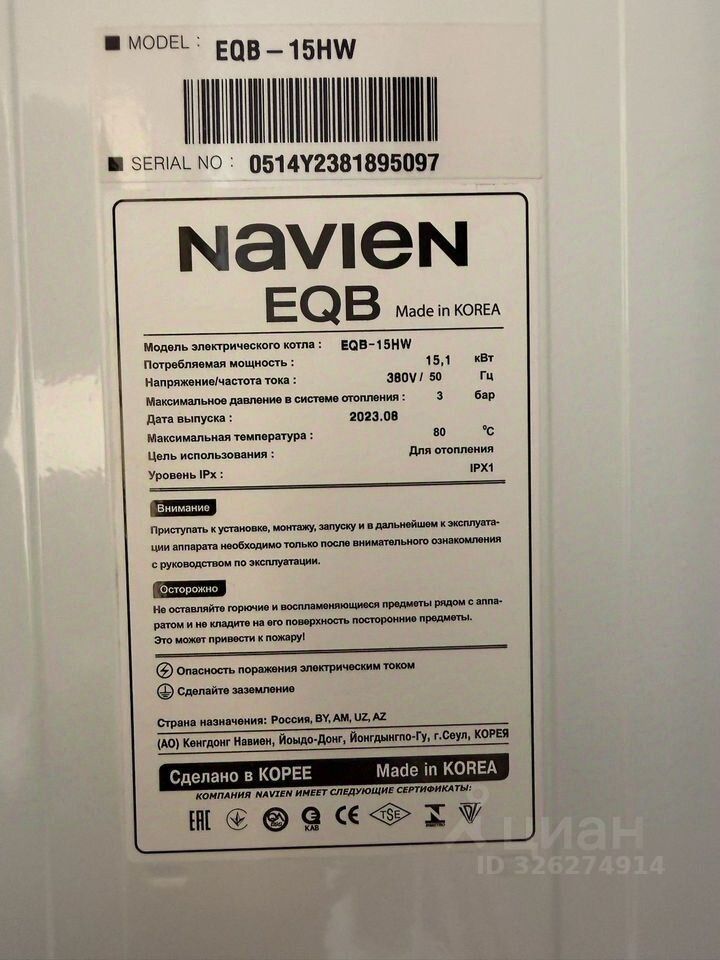 MODEL : EQB-15HW
SERIAL NO : 0514Y2381895097
NAVIEN
EQB Made in KOREA
Модель электрического котла : EQB-15HW
Потребляемая мощность : 15,1 кВт
Напряжение/частота тока : 380V/ 50 Гц
Максимальное давление в системе отопления : 3 бар
Дата выпуска : 2023.08
Максимальная температура : 80 °C
Цель использования : Для отопления
Уровень IPx : IPX1
Внимание
Приступать к установке, монтажу, запуску и в дальнейшем к эксплуата-
ции аппарата необходимо только после внимательного ознакомления
с руководством по эксплуатации.
Осторожно
Не оставляйте горючие и воспламеняющиеся предметы рядом с аппа-
ратом и не кладите на его поверхность посторонние предметы.
Это может привести к пожару!
Опасность поражения электрическим током
Сделайте заземление
Страна назначения: Россия, BY, AM, UZ, AZ
(АО) Кенгдонг Навиен, Йоыдо-Донг, Йонгдынгпо-Гу, г.Сеул, КОРЕЯ
Сделано в КОРЕЕ Made in KOREA
КОМПАНИЯ NAVIEN ИМЕЕТ СЛЕДУЮЩИЕ СЕРТИФИКАТЫ:
EAC KAB CE TSE
циан
ID 326274914